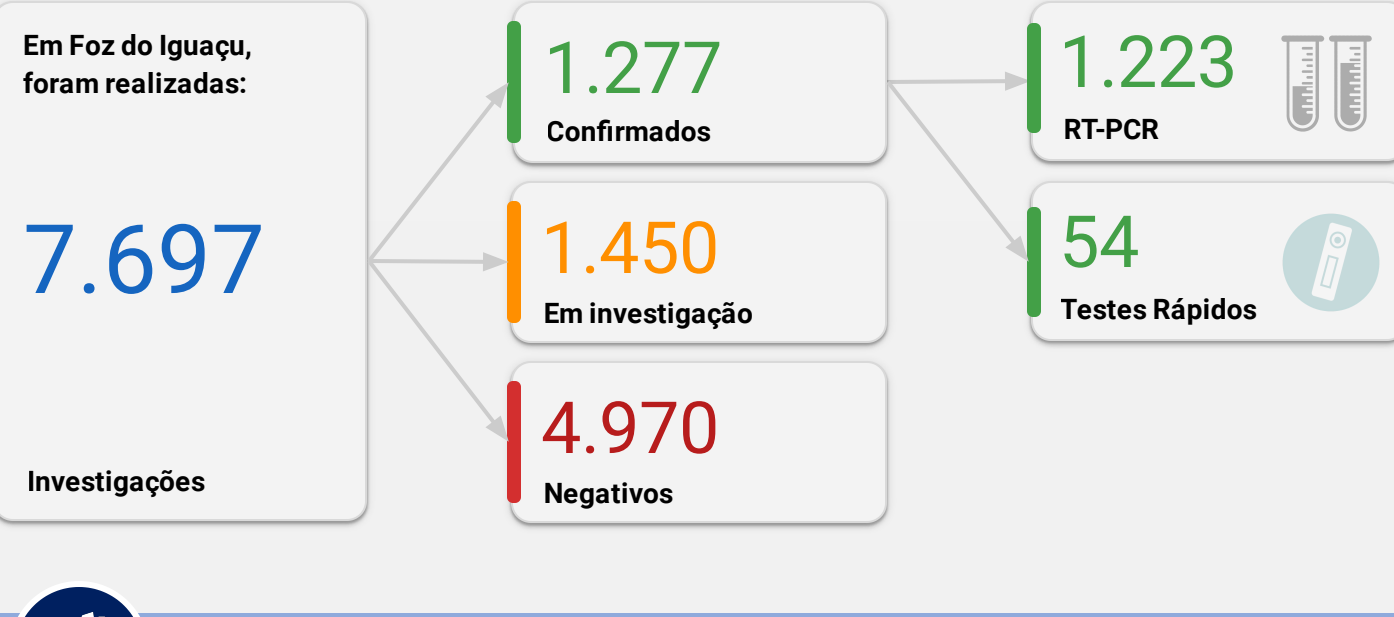 Em Foz do Iguaçu,
foram realizadas:
7.697
Investigações
1.277
Confirmados
1.450
Em investigação
4.970
Negativos
1.223
RT-PCR
54
Testes Rápidos